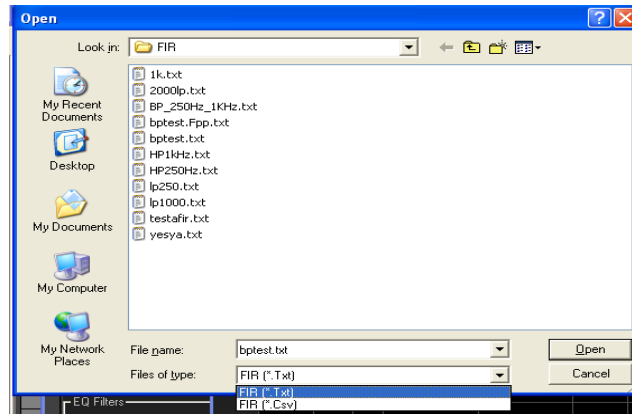 Open
Look in: FIR
1k.txt
2000lp.txt
BP_250Hz_1KHz.txt
bptest.Fpp.txt
bptest.txt
HP1kHz.txt
HP250Hz.txt
lp250.txt
lp1000.txt
testafir.txt
yesya.txt
My Recent
Documents
Desktop
My Documents
My Computer
My Network
Places
File name: bptest.txt Open
Files of type: FIR (*.Txt) Cancel
FIR (*.Txt)
FIR (*.Csv)
EQ Filters